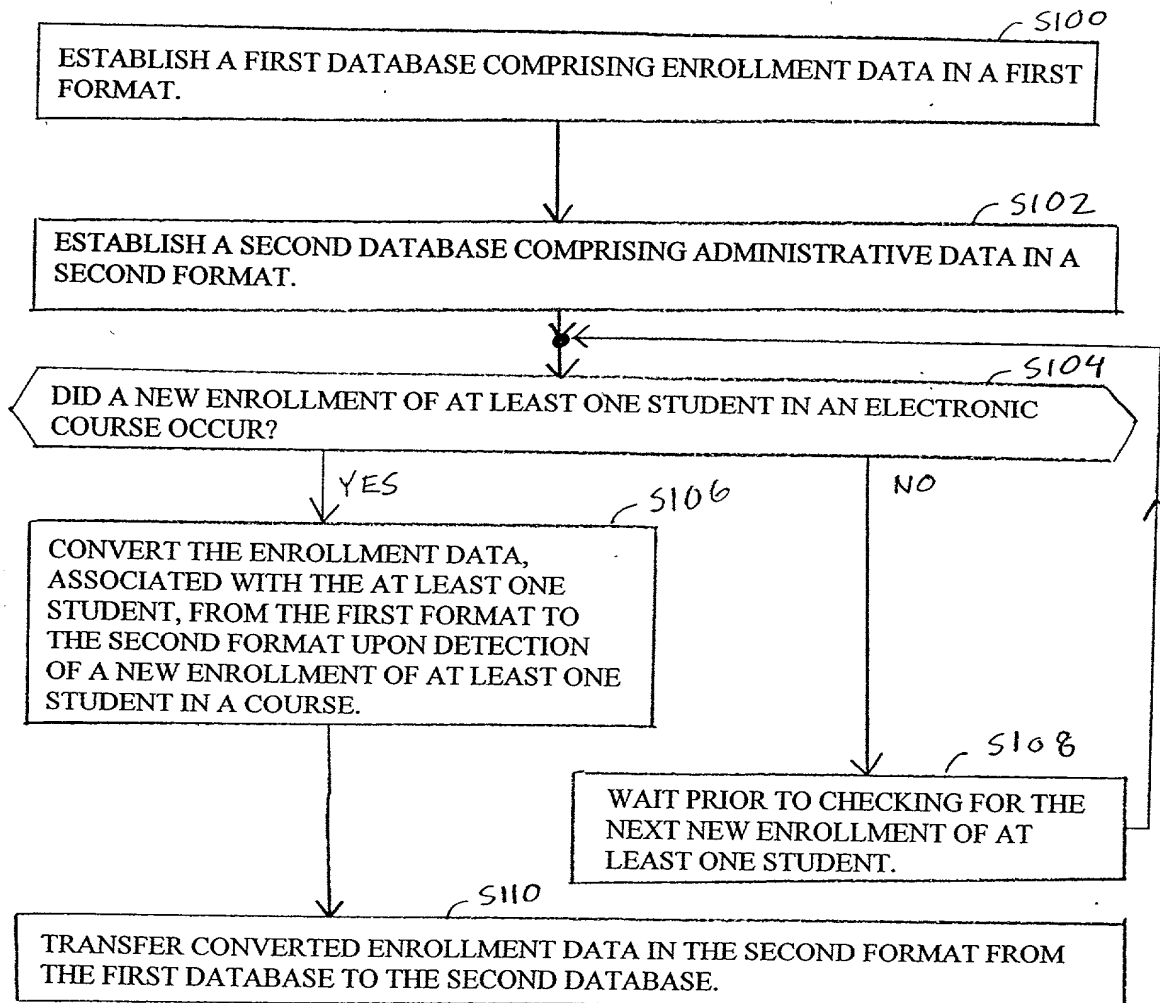 S100
ESTABLISH A FIRST DATABASE COMPRISING ENROLLMENT DATA IN A FIRST
FORMAT.
S102
ESTABLISH A SECOND DATABASE COMPRISING ADMINISTRATIVE DATA IN A
SECOND FORMAT.
S104
DID A NEW ENROLLMENT OF AT LEAST ONE STUDENT IN AN ELECTRONIC
COURSE OCCUR?
YES
NO
S106
CONVERT THE ENROLLMENT DATA,
ASSOCIATED WITH THE AT LEAST ONE
STUDENT, FROM THE FIRST FORMAT TO
THE SECOND FORMAT UPON DETECTION
OF A NEW ENROLLMENT OF AT LEAST ONE
STUDENT IN A COURSE.
S108
WAIT PRIOR TO CHECKING FOR THE
NEXT NEW ENROLLMENT OF AT
LEAST ONE STUDENT.
S110
TRANSFER CONVERTED ENROLLMENT DATA IN THE SECOND FORMAT FROM
THE FIRST DATABASE TO THE SECOND DATABASE.